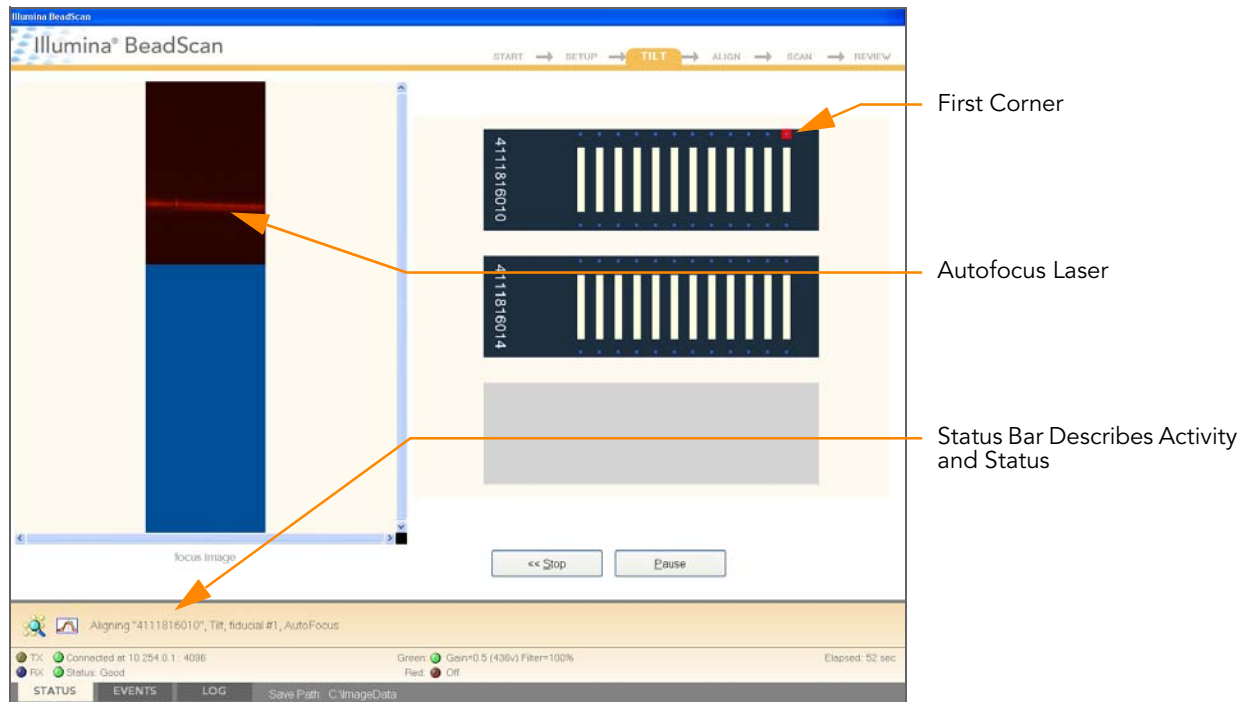 Illumina BeadScan
Illumina® BeadScan
START → SETUP → TILT → ALIGN → SCAN → REVIEW
First Corner
4111816010
Autofocus Laser
4111816014
Status Bar Describes Activity
and Status
focus image
<< Stop
Pause
Aligning "4111816010", Tilt, fiducial #1, AutoFocus
TX Connected at 10.254.0.1 : 4096 Green: Gain=0.5 (436v) Filter=100% Elapsed: 52 sec
RX Status: Good Red: Off
STATUS EVENTS LOG Save Path C:\ImageData